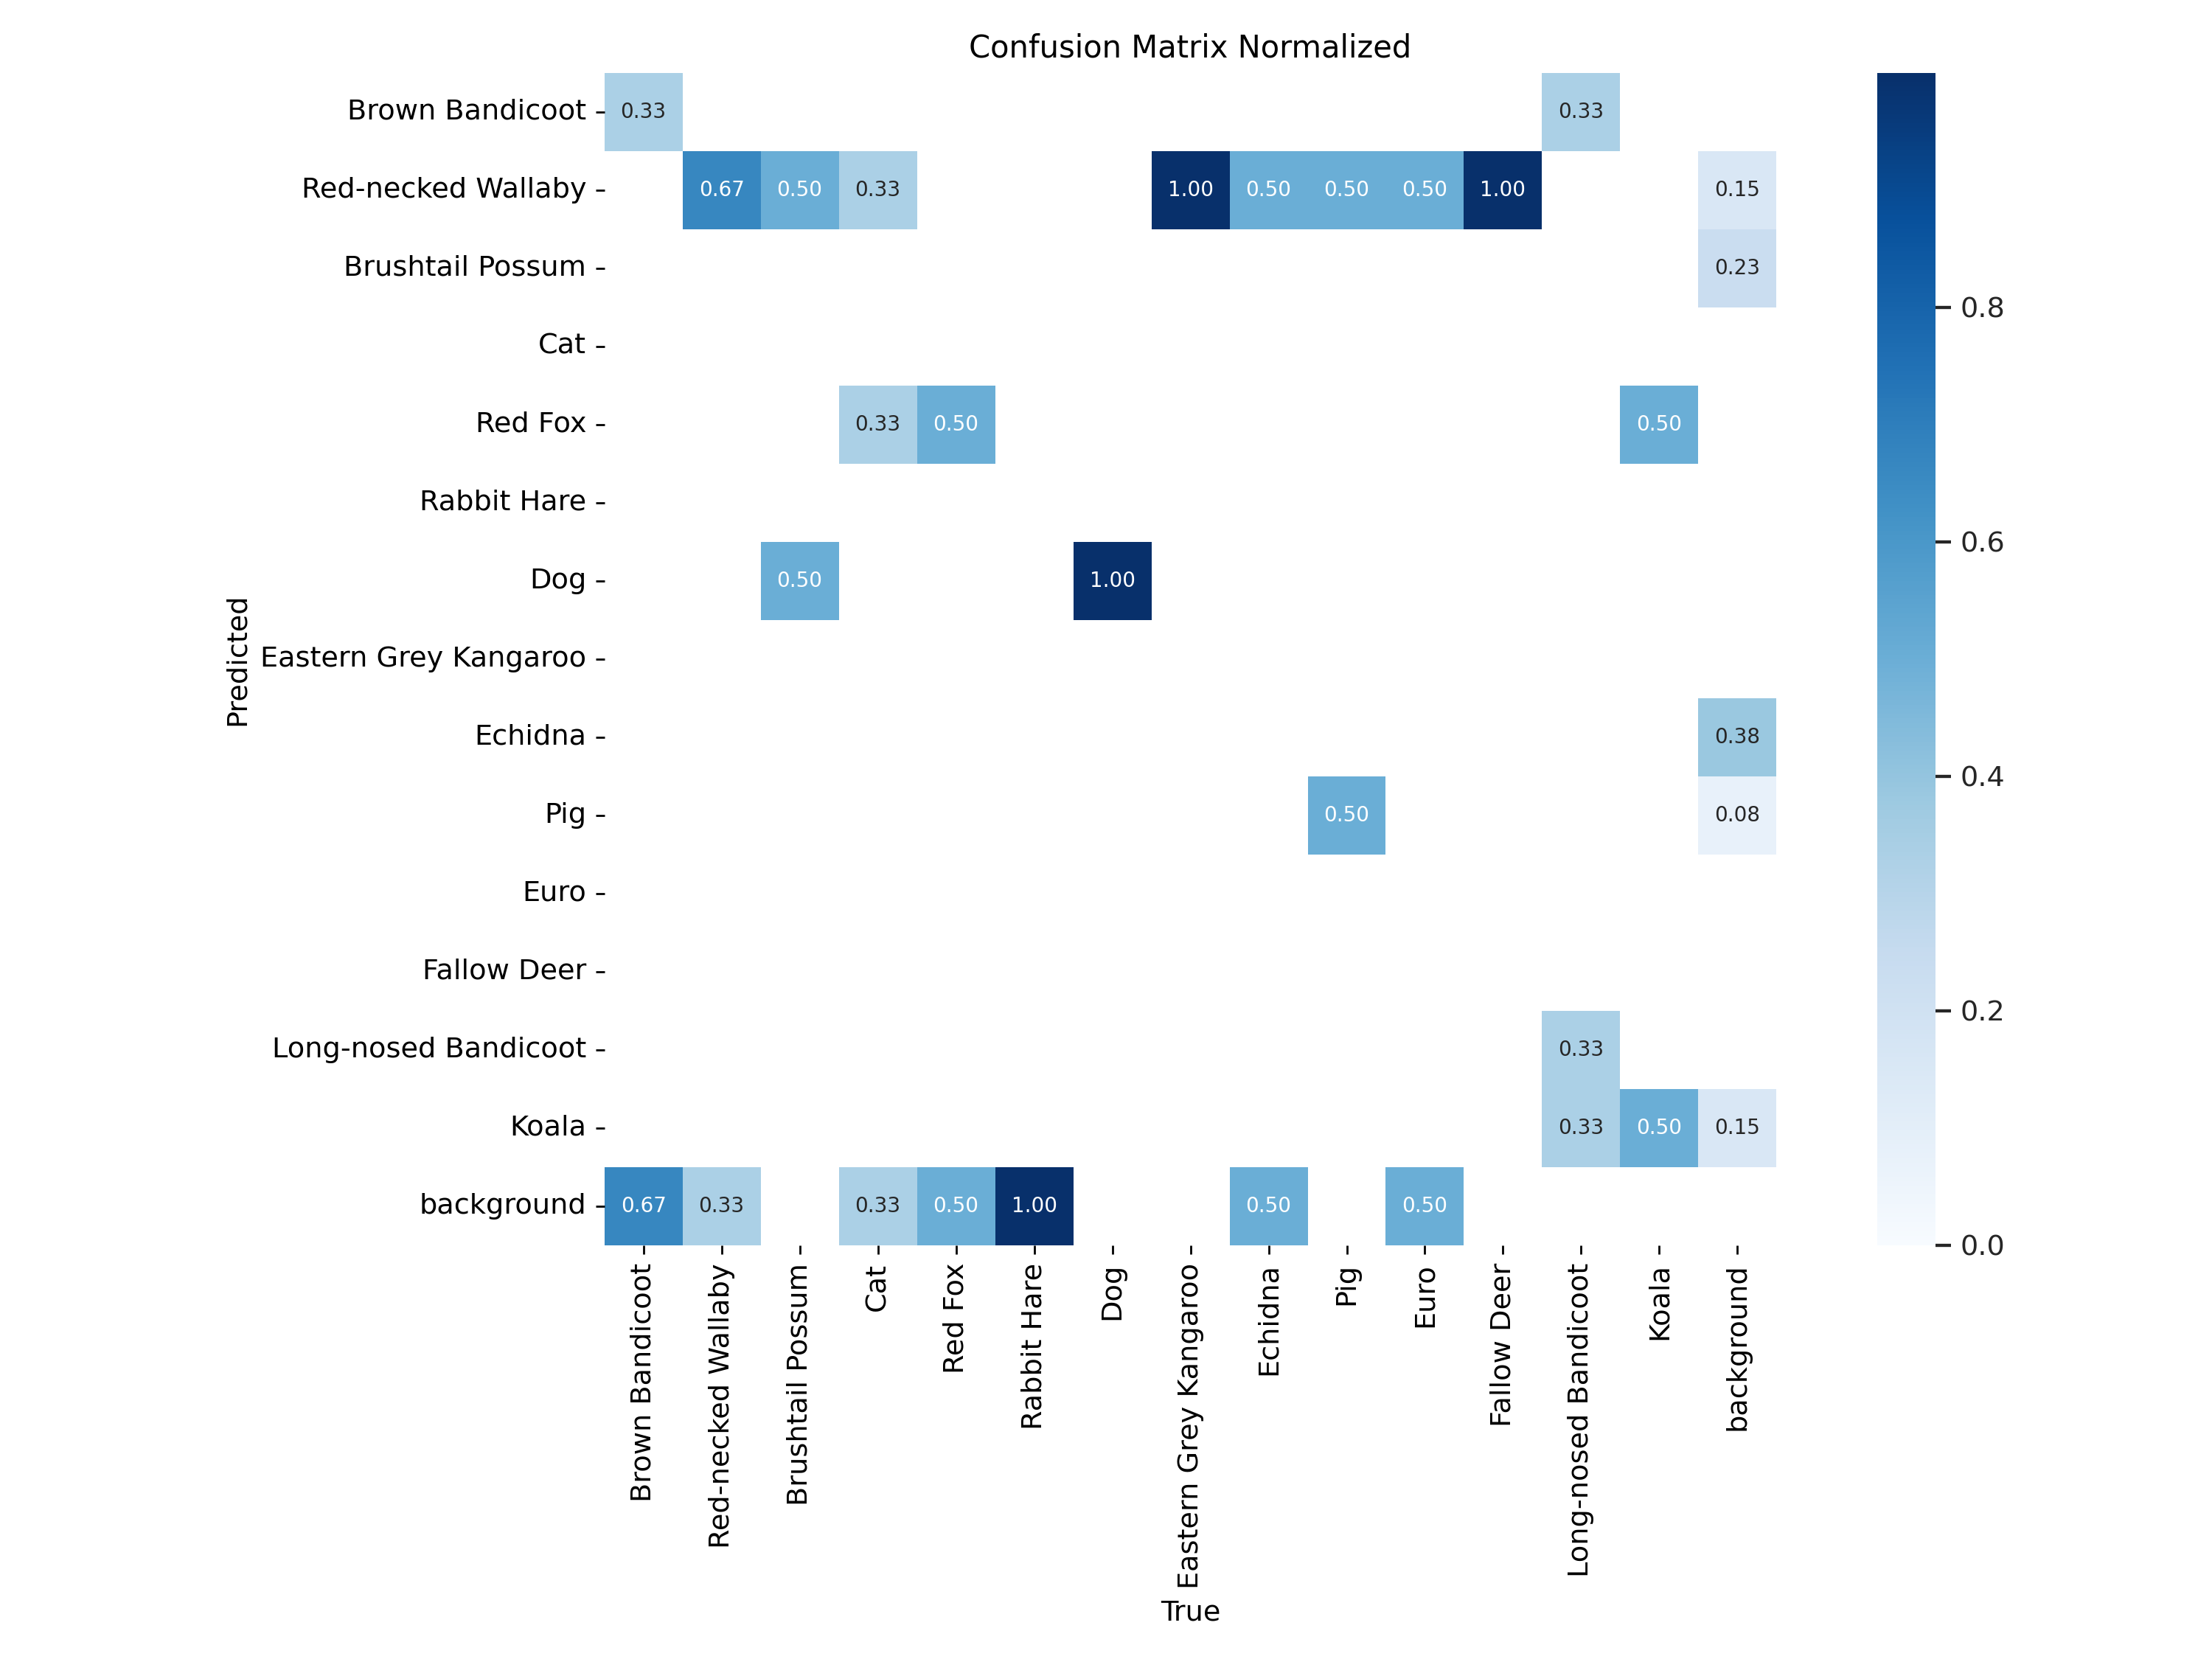 Confusion Matrix Normalized
Brown Bandicoot 0.33 0.33
Red-necked Wallaby 0.67 0.50 0.33 1.00 0.50 0.50 0.50 1.00 0.15
Brushtail Possum 0.23
Cat
Red Fox 0.33 0.50 0.50
Rabbit Hare
Dog 0.50 1.00
Eastern Grey Kangaroo
Echidna 0.38
Pig 0.50 0.08
Euro
Fallow Deer
Long-nosed Bandicoot 0.33
Koala 0.33 0.50 0.15
background 0.67 0.33 0.33 0.50 1.00 0.50 0.50
Predicted
Brown Bandicoot
Red-necked Wallaby
Brushtail Possum
Cat
Red Fox
Rabbit Hare
Dog
Eastern Grey Kangaroo
Echidna
Pig
Euro
Fallow Deer
Long-nosed Bandicoot
Koala
background
True
0.8
0.6
0.4
0.2
0.0